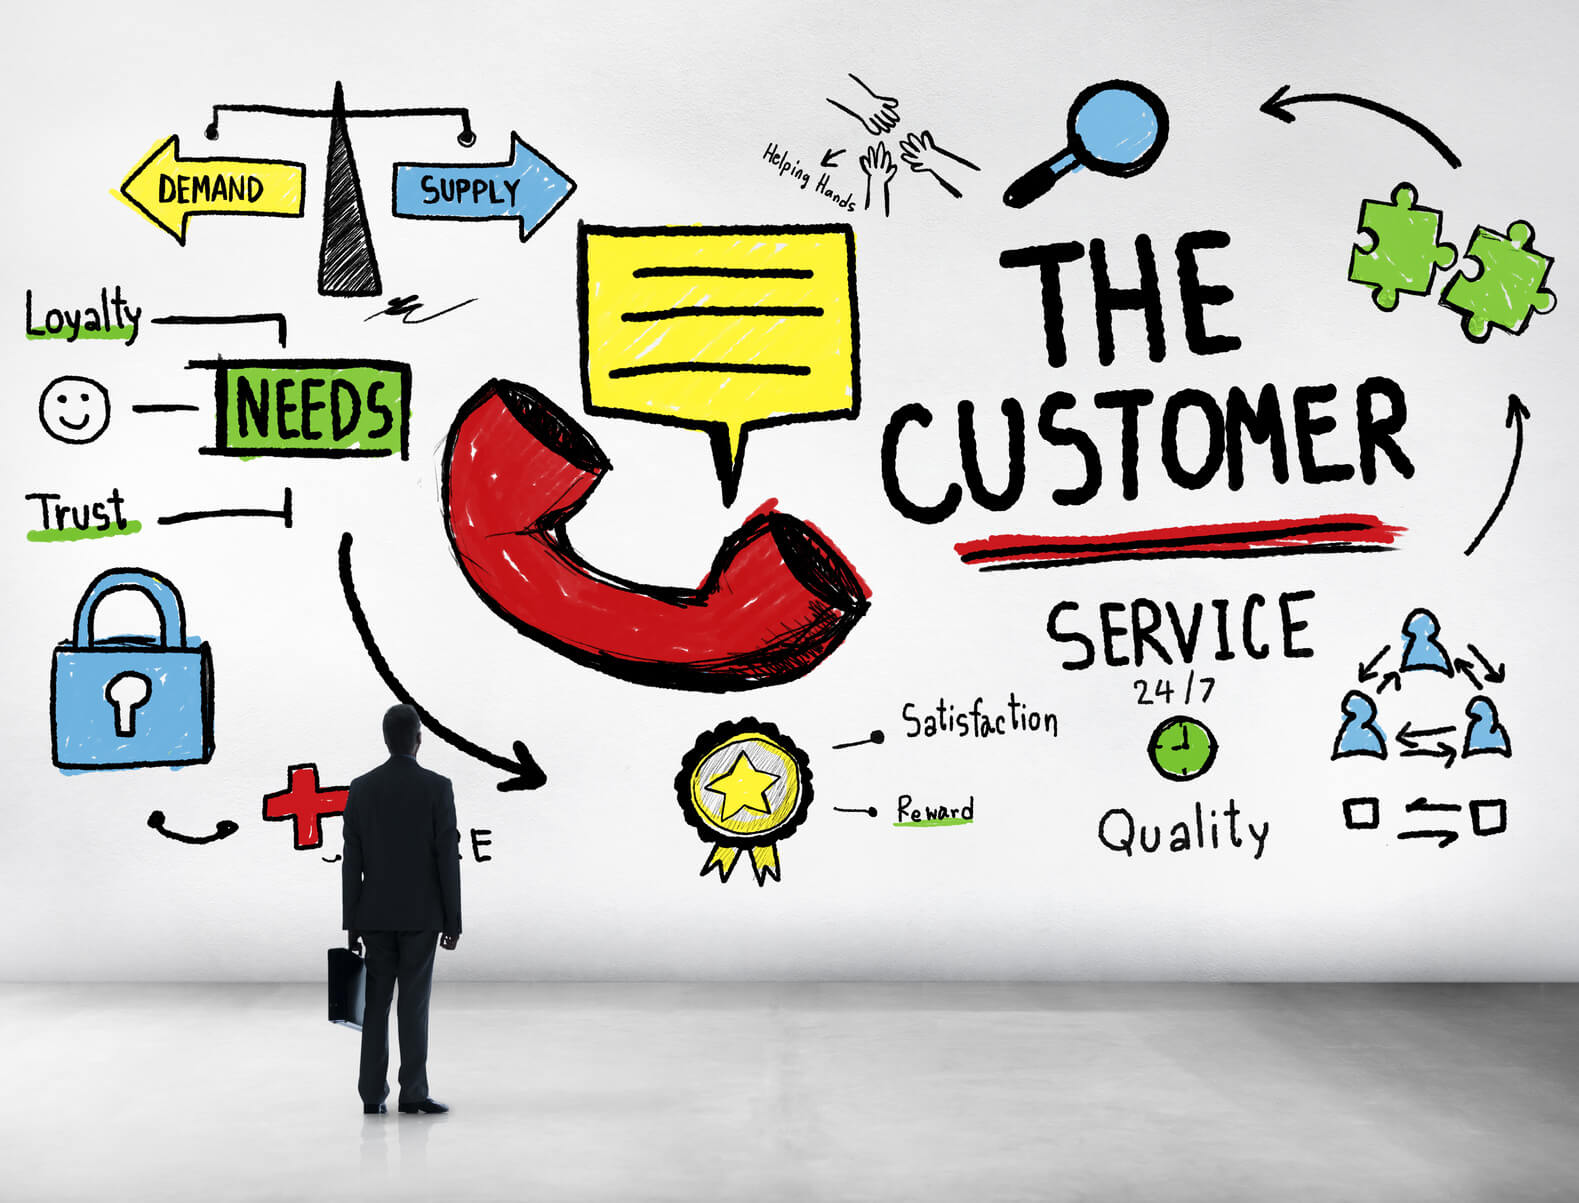 DEMAND
SUPPLY
Helping Hands
THE
CUSTOMER
Loyalty
NEEDS
Trust
SERVICE
24/7
Satisfaction
Reward
Quality